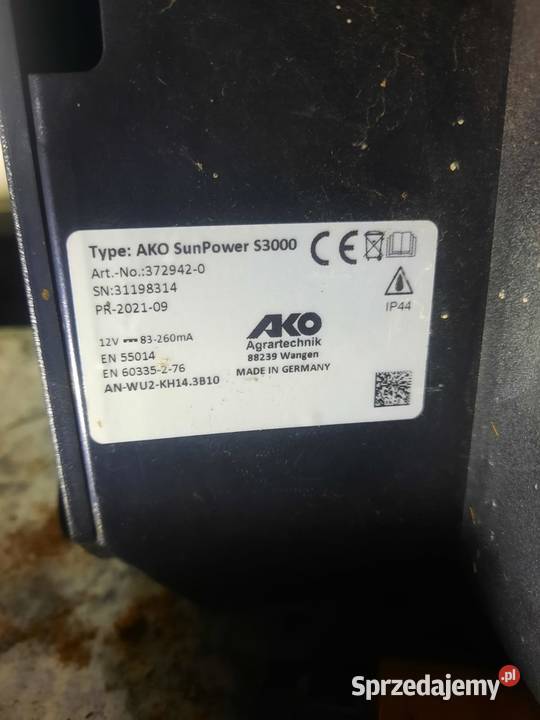 Type: AKO SunPower S3000
Art.-No.:372942-0
SN:31198314
PR-2021-09
CE
IP44
12V 83-260mA
EN 55014
EN 60335-2-76
AN-WU2-KH14.3B10
AKO
Agrartechnik
88239 Wangen
MADE IN GERMANY
Sprzedajemy.pl